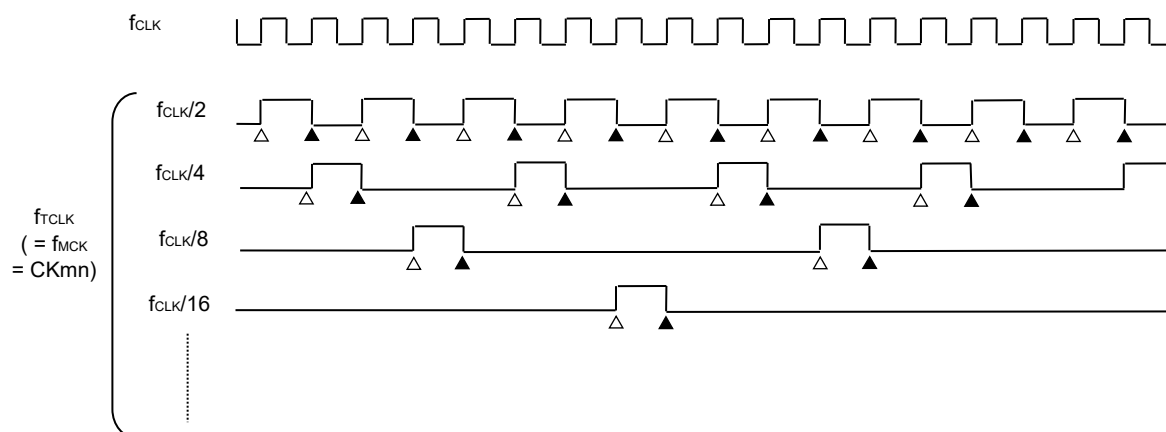 fCLK
fCLK/2
fCLK/4
fTCLK
( = fMCK
= CKmn)
fCLK/8
fCLK/16